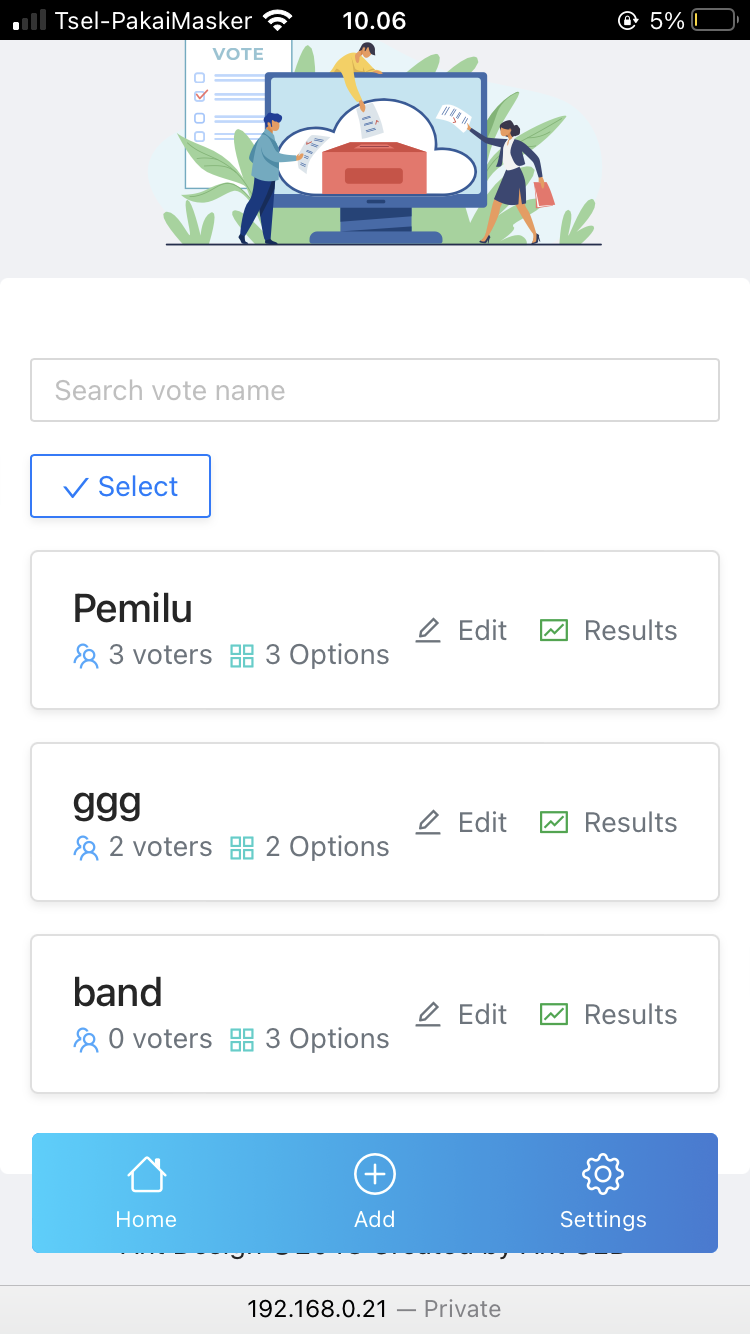 Tsel-PakaiMasker 10.06 5%
VOTE
Search vote name
Select
Pemilu
3 voters 3 Options Edit Results
ggg
2 voters 2 Options Edit Results
band
0 voters 3 Options Edit Results
Home Add Settings
192.168.0.21 — Private